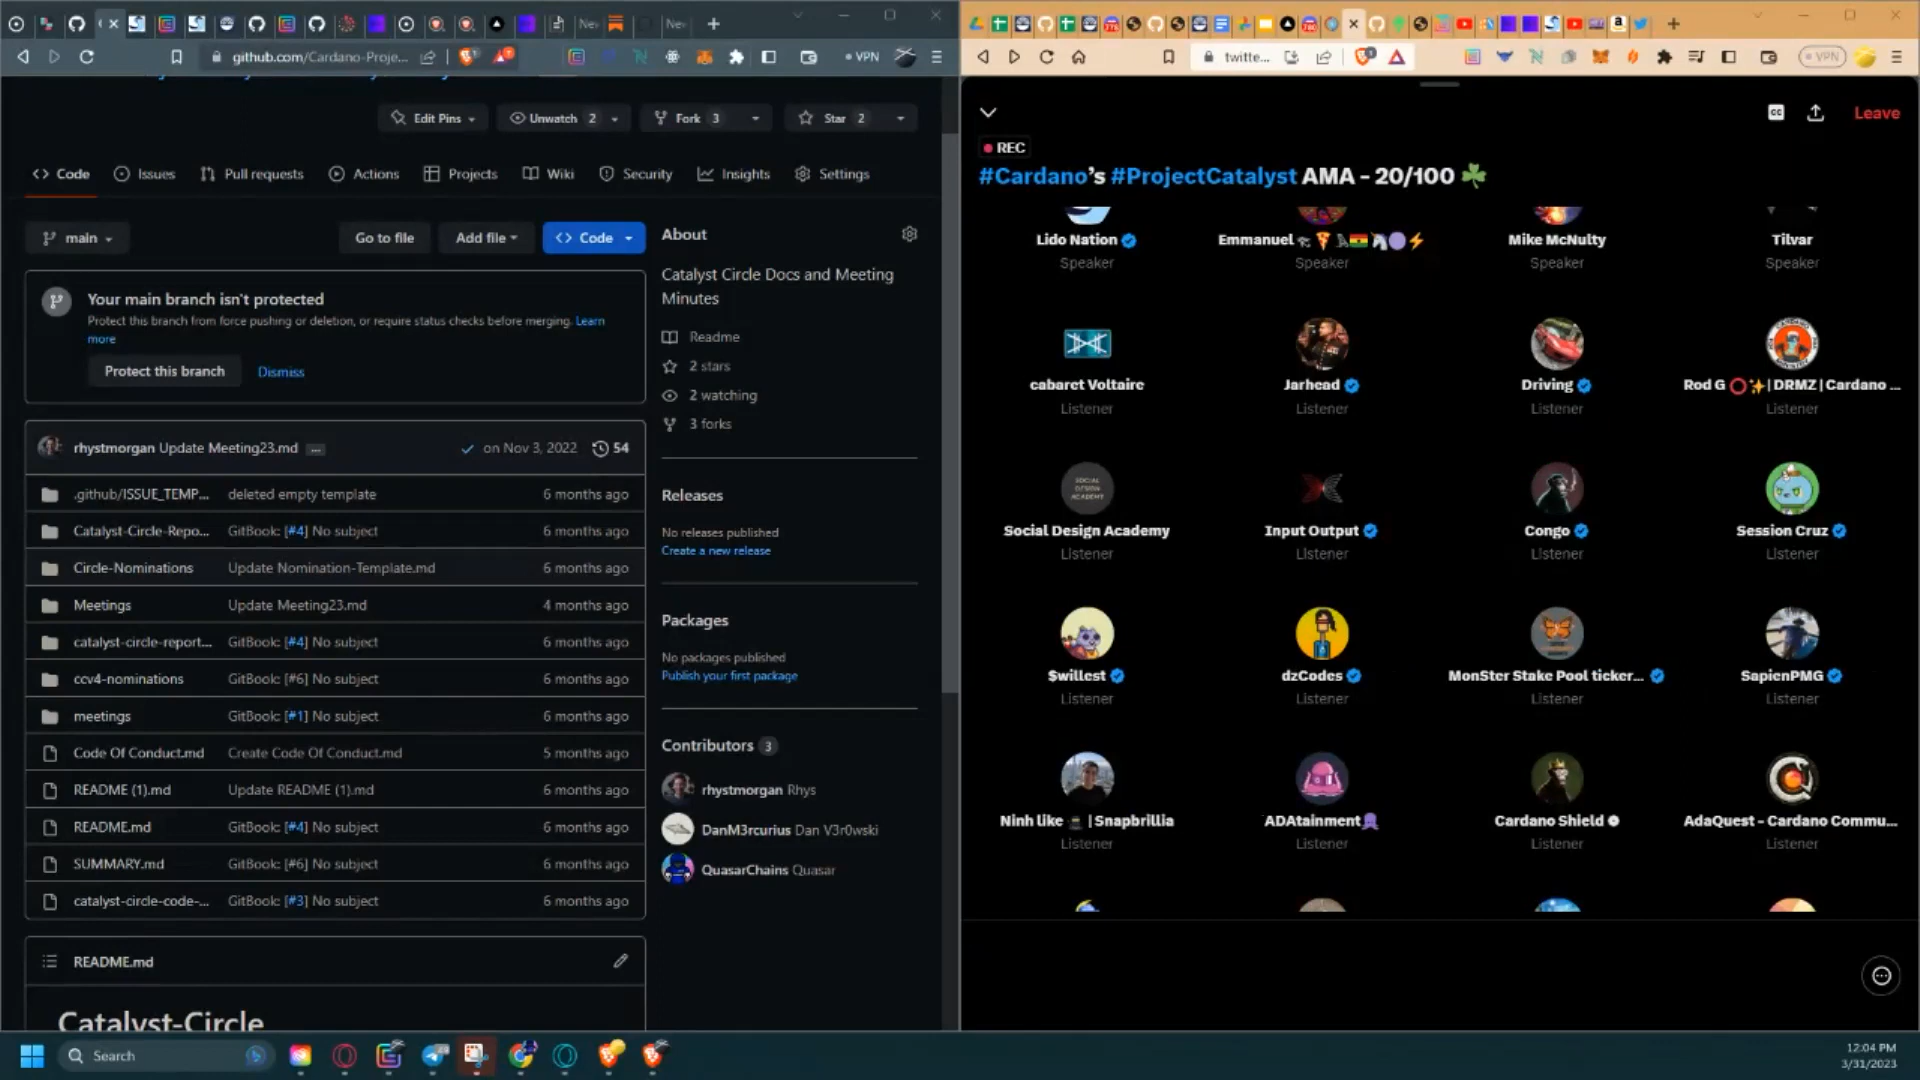 github.com/Cardano-Proje...
VPN
Edit Pins
Unwatch 2
Fork 3
Star 2
Code
Issues
Pull requests
Actions
Projects
Wiki
Security
Insights
Settings
main
Go to file
Add file
Code
Your main branch isn't protected
Protect this branch from force pushing or deletion, or require status checks before merging. Learn
more
Protect this branch
Dismiss
rhystmorgan Update Meeting23.md ...
on Nov 3, 2022
54
.github/ISSUE_TEMP... deleted empty template 6 months ago
Catalyst-Circle-Repo... GitBook: [#4] No subject 6 months ago
Circle-Nominations Update Nomination-Template.md 6 months ago
Meetings Update Meeting23.md 4 months ago
catalyst-circle-report... GitBook: [#4] No subject 6 months ago
ccv4-nominations GitBook: [#6] No subject 6 months ago
meetings GitBook: [#1] No subject 6 months ago
Code Of Conduct.md Create Code Of Conduct.md 5 months ago
README (1).md Update README (1).md 6 months ago
README.md GitBook: [#4] No subject 6 months ago
SUMMARY.md GitBook: [#6] No subject 6 months ago
catalyst-circle-code-... GitBook: [#3] No subject 6 months ago
README.md
Catalyst-Circle
About
Catalyst Circle Docs and Meeting
Minutes
Readme
2 stars
2 watching
3 forks
Releases
No releases published
Create a new release
Packages
No packages published
Publish your first package
Contributors 3
rhystmorgan Rhys
DanM3rcurius Dan V3r0wski
QuasarChains Quasar
twitte...
VPN
CC
Leave
REC
#Cardano’s #ProjectCatalyst AMA - 20/100 ☘️
Lido Nation
Speaker
Emmanuel
Speaker
Mike McNulty
Speaker
Tilvar
Speaker
cabaret Voltaire
Listener
Jarhead
Listener
Driving
Listener
Rod G ⭕✨| DRMZ | Cardano ...
Listener
SOCIAL
DESIGN
ACADEMY
Social Design Academy
Listener
Input Output
Listener
Congo
Listener
Session Cruz
Listener
$willest
Listener
dzCodes
Listener
MonSter Stake Pool ticker...
Listener
SapienPMG
Listener
Ninh like | Snapbrillia
Listener
ADAtainment
Listener
Cardano Shield
Listener
AdaQuest - Cardano Commu...
Listener
Search
12:04 PM
3/31/2023